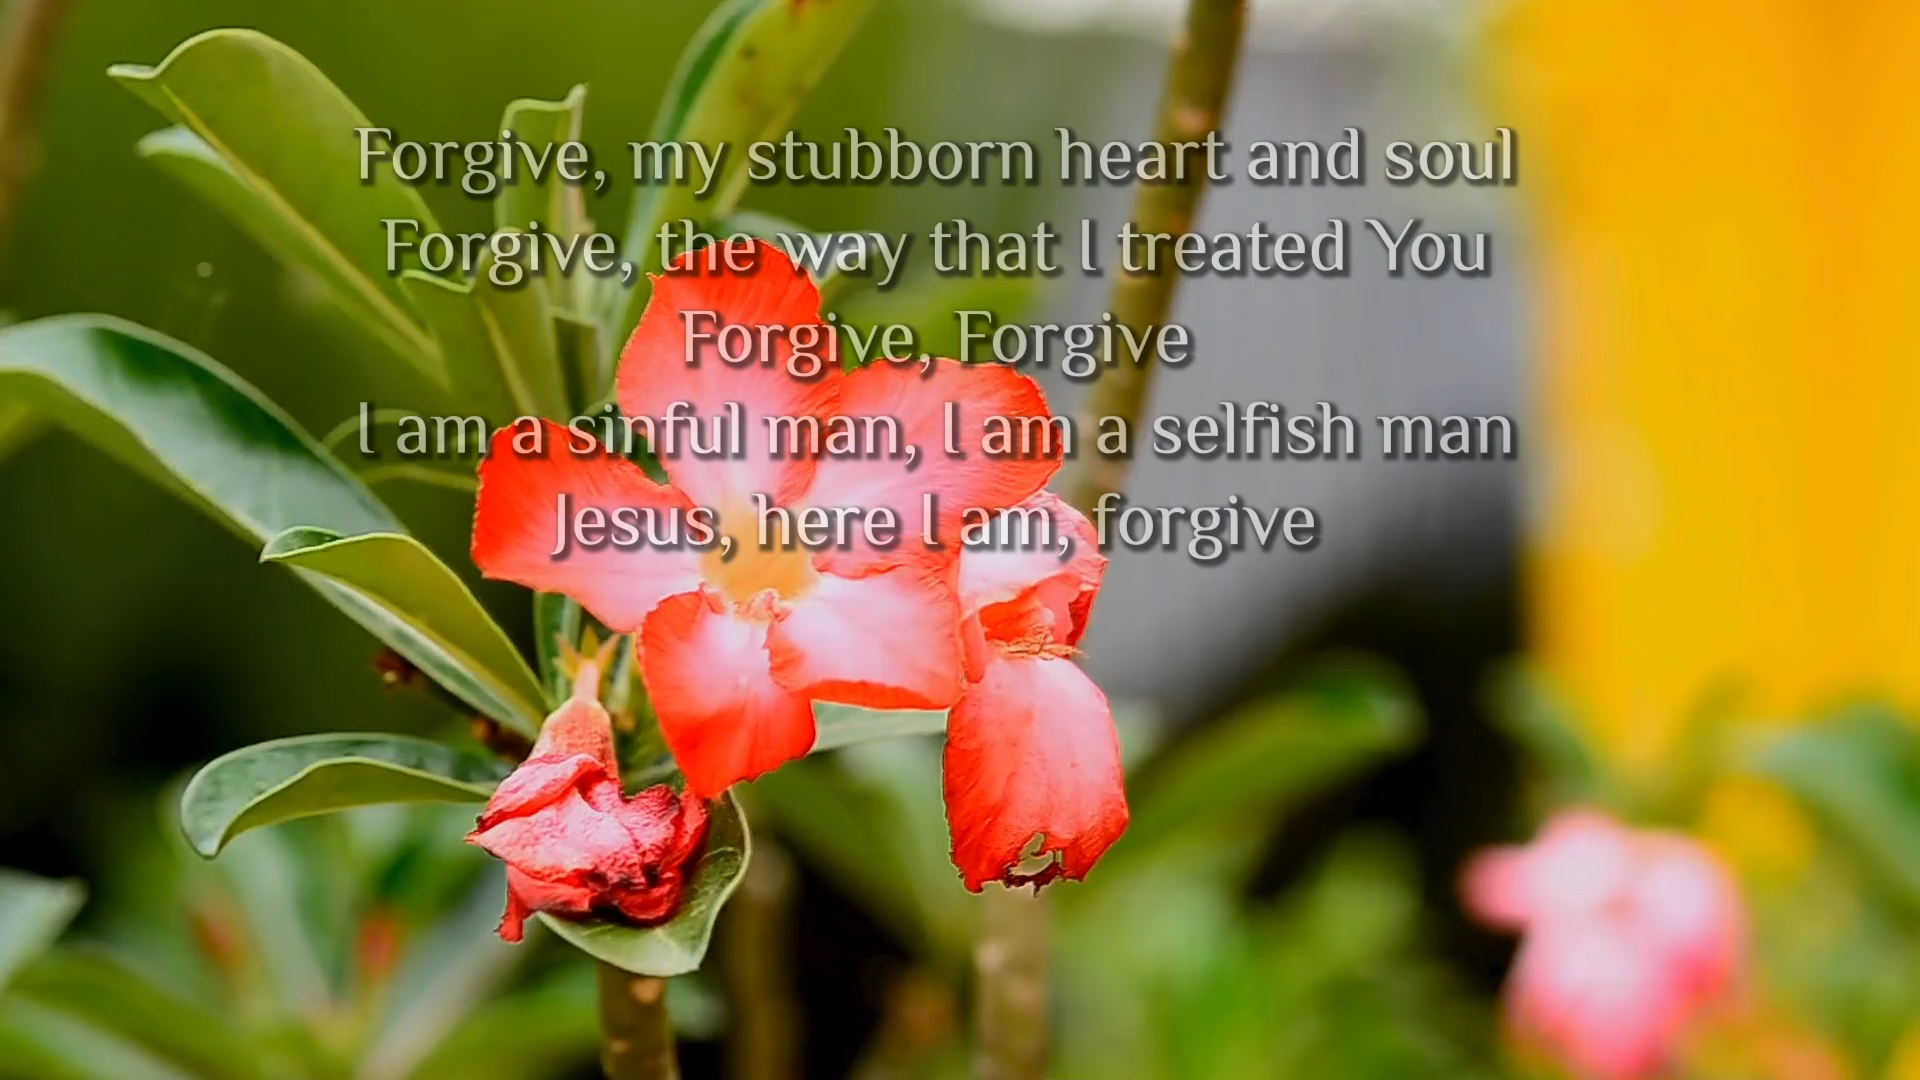 Forgive, my stubborn heart and soul
Forgive, the way that I treated You
Forgive, Forgive
I am a sinful man, I am a selfish man
Jesus, here I am, forgive